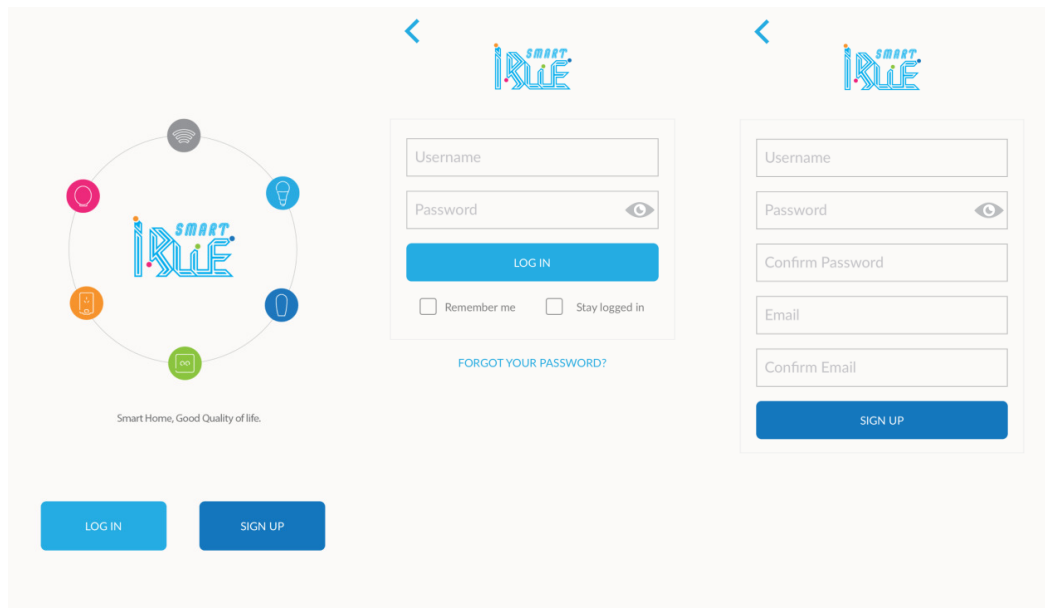 SMART
iBLUE
Smart Home, Good Quality of life.
LOG IN
SIGN UP
SMART
iBLUE
Username
Password
LOG IN
Remember me
Stay logged in
FORGOT YOUR PASSWORD?
SMART
iBLUE
Username
Password
Confirm Password
Email
Confirm Email
SIGN UP